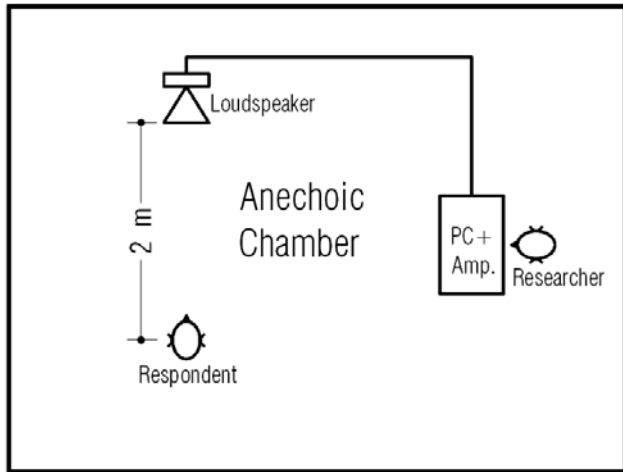 Loudspeaker
Anechoic
Chamber
2 m
PC+
Amp.
Researcher
Respondent